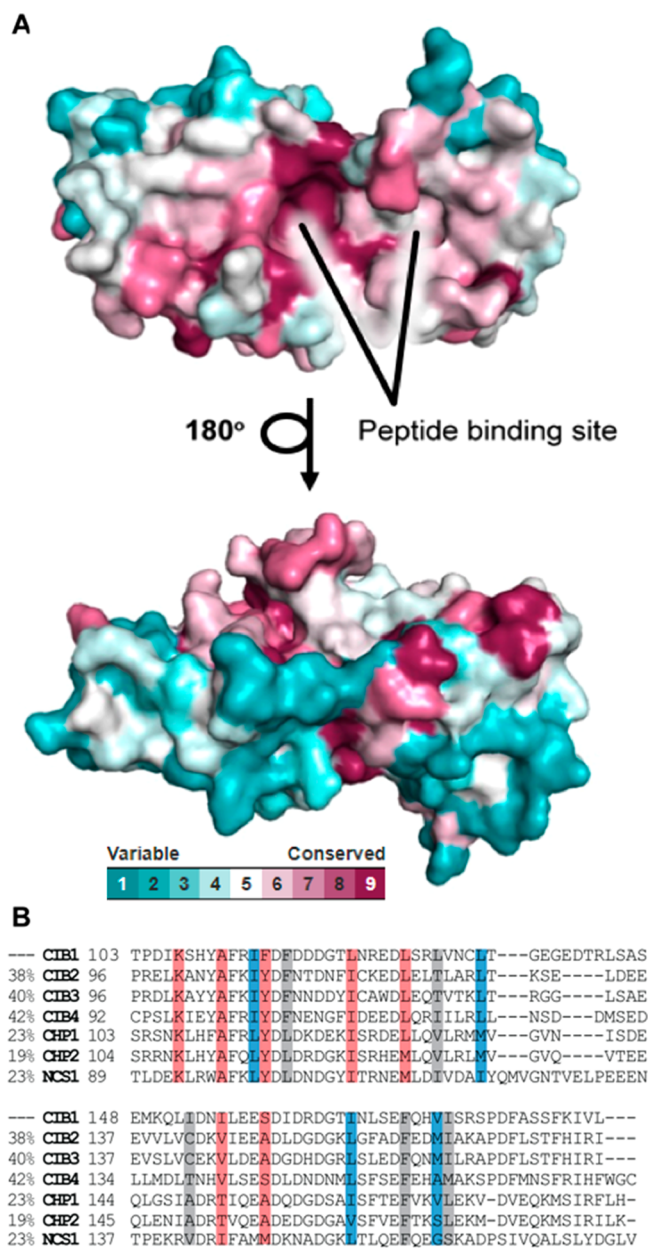 A
180°
Peptide binding site
Variable Conserved
1 2 3 4 5 6 7 8 9
B
--- CIB1 103 TPDIKSHYAFRIFDFDDDGTLNREDLSRLVNCLT---GEGEDTRLSAS
38% CIB2 96 PRELKANYAFKIYDFNTDNFICKEDLELTLARLT---KSE----LDEE
40% CIB3 96 PRDLKAYYAFKIYDFNNDDYICAWDLEQTVTKLT---RGG----LSAE
42% CIB4 92 CPSLKIEYAFRIYDFNENGFIDEEDLQRIILRLL---NSD---DMSED
23% CHP1 103 SRSNKLHFAFRLYDLDKDEKISRDELLQVLRMMV---GVN----ISDE
19% CHP2 104 SRRNKLHYAFQLYDLDRDGKISRHEMLQVLRLMV---GVQ----VTEE
23% NCS1 89 TLDEKLRWAFKLYDLDNDGYITRNEMLDIVDAIYQMVGNTVELPEEEN
--- CIB1 148 EMKQLIDNILEESDIDRDGTINLSEFQHVISRSPDFASSFKIVL---
38% CIB2 137 EVVLVCDKVIEEADLDGDGKLGFADFEDMIAKAPDFLSTFHIRI---
40% CIB3 137 EVSLVCEKVLDEADGDHDGRLSLEDFQNMILRAPDFLSTFHIRI---
42% CIB4 134 LLMDLTNHVLSESDLDNDNMLSFSEFEHAMAKSPDFMNSFRIHFWGC
23% CHP1 144 QLGSIADRTIQEADQDGDSAISFTEFVKVLEKV-DVEQKMSIRFLH-
19% CHP2 145 QLENIADRTVQEADEDGDGAVSFVEFTKSLEKM-DVEQKMSIRILK-
23% NCS1 137 TPEKRVDRIFAMMDKNADGKLTLQEFQEGSKADPSIVQALSLYDGLV